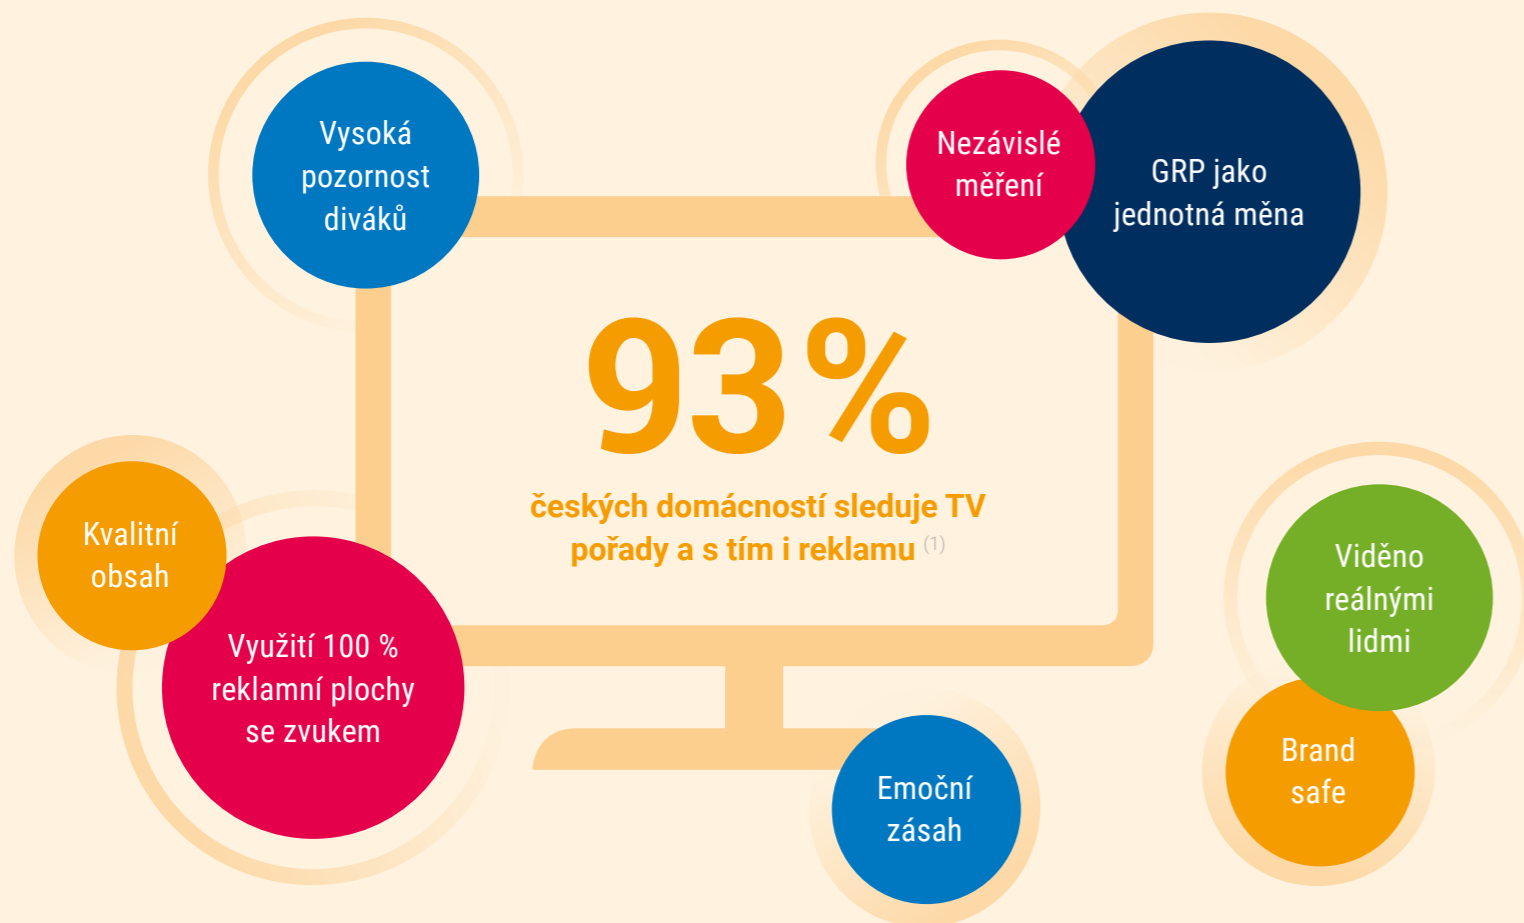 Vysoká
pozornost
diváků
Nezávislé
měření
GRP jako
jednotná měna
93%
českých domácností sleduje TV
pořady a s tím i reklamu (1)
Kvalitní
obsah
Využití 100 %
reklamní plochy
se zvukem
Viděno
reálnými
lidmi
Brand
safe
Emoční
zásah